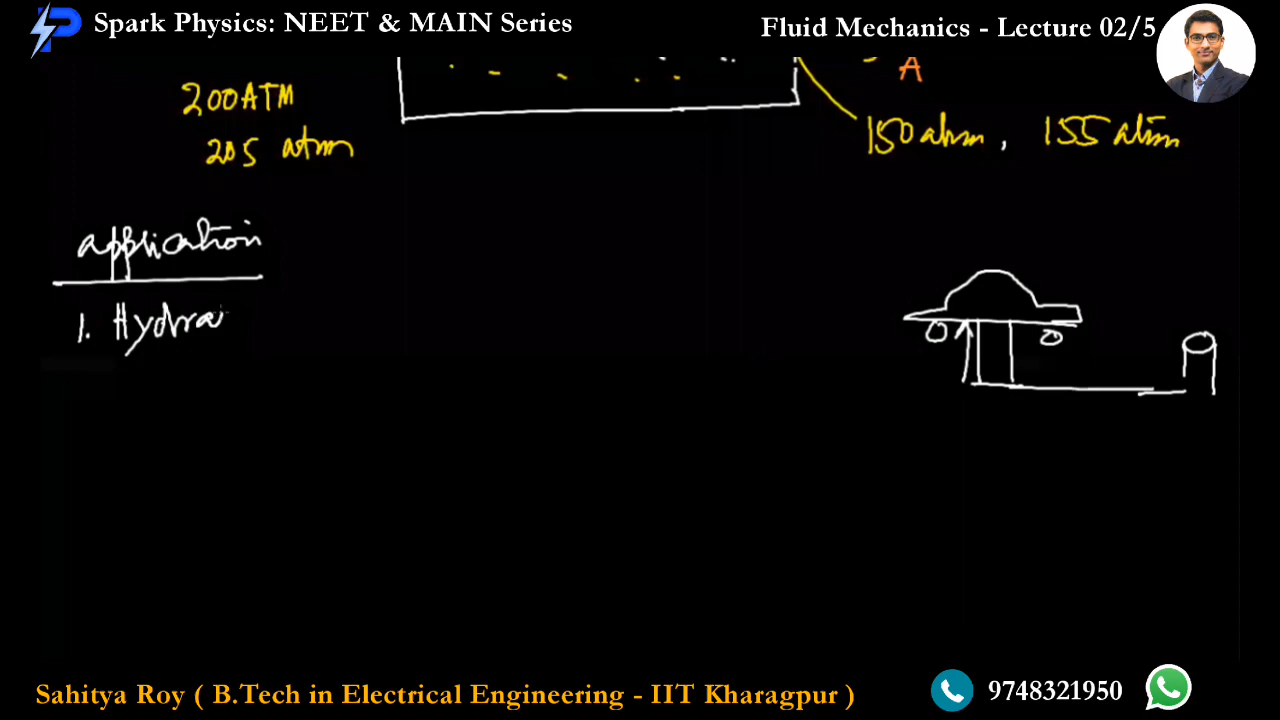 Spark Physics: NEET & MAIN Series
Fluid Mechanics - Lecture 02/5
A
200ATM
205 atm
150 atm, 155 atm
application
1. Hydra
Sahitya Roy ( B.Tech in Electrical Engineering - IIT Kharagpur )
9748321950